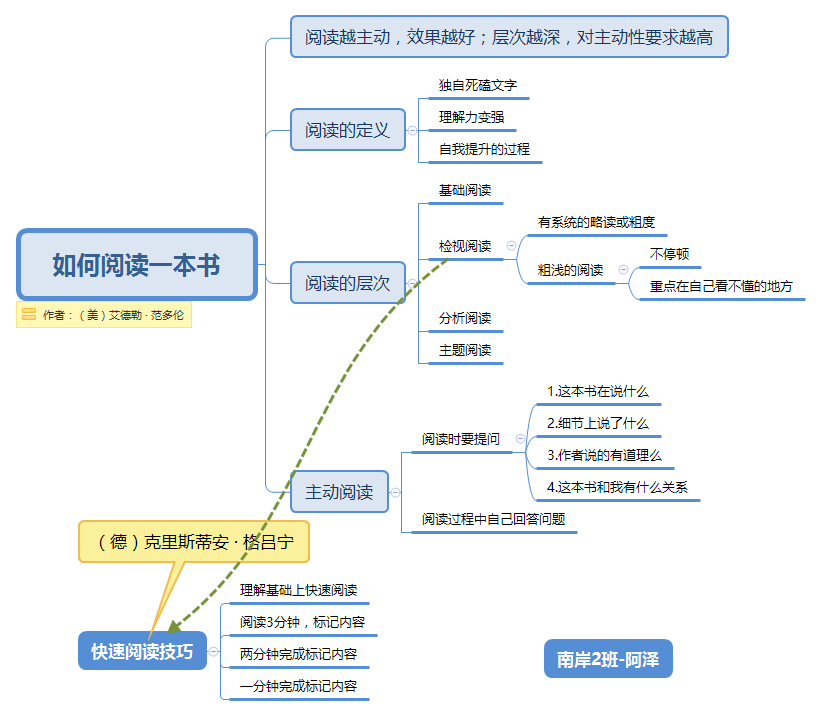 阅读越主动，效果越好；层次越深，对主动性要求越高
独自死磕文字
阅读的定义
理解力变强
自我提升的过程
如何阅读一本书
作者：（美）艾德勒·范多伦
阅读的层次
基础阅读
检视阅读
有系统的略读或粗度
粗浅的阅读
不停顿
重点在自己看不懂的地方
分析阅读
主题阅读
主动阅读
阅读时要提问
1.这本书在说什么
2.细节上说了什么
3.作者说的有道理么
4.这本书和我有什么关系
阅读过程中自己回答问题
（德）克里斯蒂安·格吕宁
快速阅读技巧
理解基础上快速阅读
阅读3分钟，标记内容
两分钟完成标记内容
一分钟完成标记内容
南岸2班-阿泽